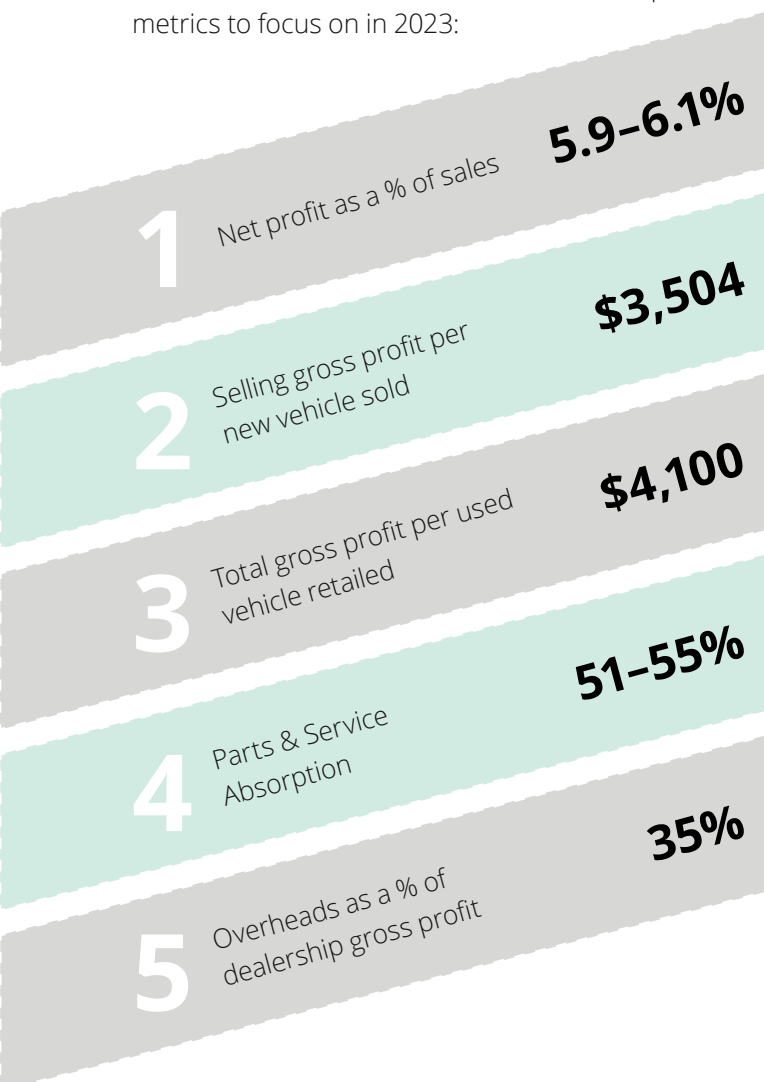 metrics to focus on in 2023:
1
Net profit as a % of sales
5.9–6.1%
2
Selling gross profit per
new vehicle sold
$3,504
3
Total gross profit per used
vehicle retailed
$4,100
4
Parts & Service
Absorption
51–55%
5
Overheads as a % of
dealership gross profit
35%